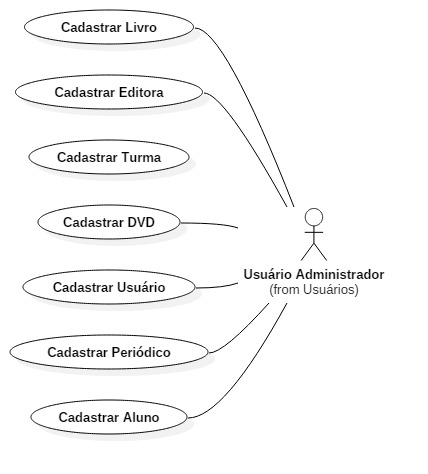 Cadastrar Livro
Cadastrar Editora
Cadastrar Turma
Cadastrar DVD
Cadastrar Usuário
Cadastrar Periódico
Cadastrar Aluno
Usuário Administrador
(from Usuários)